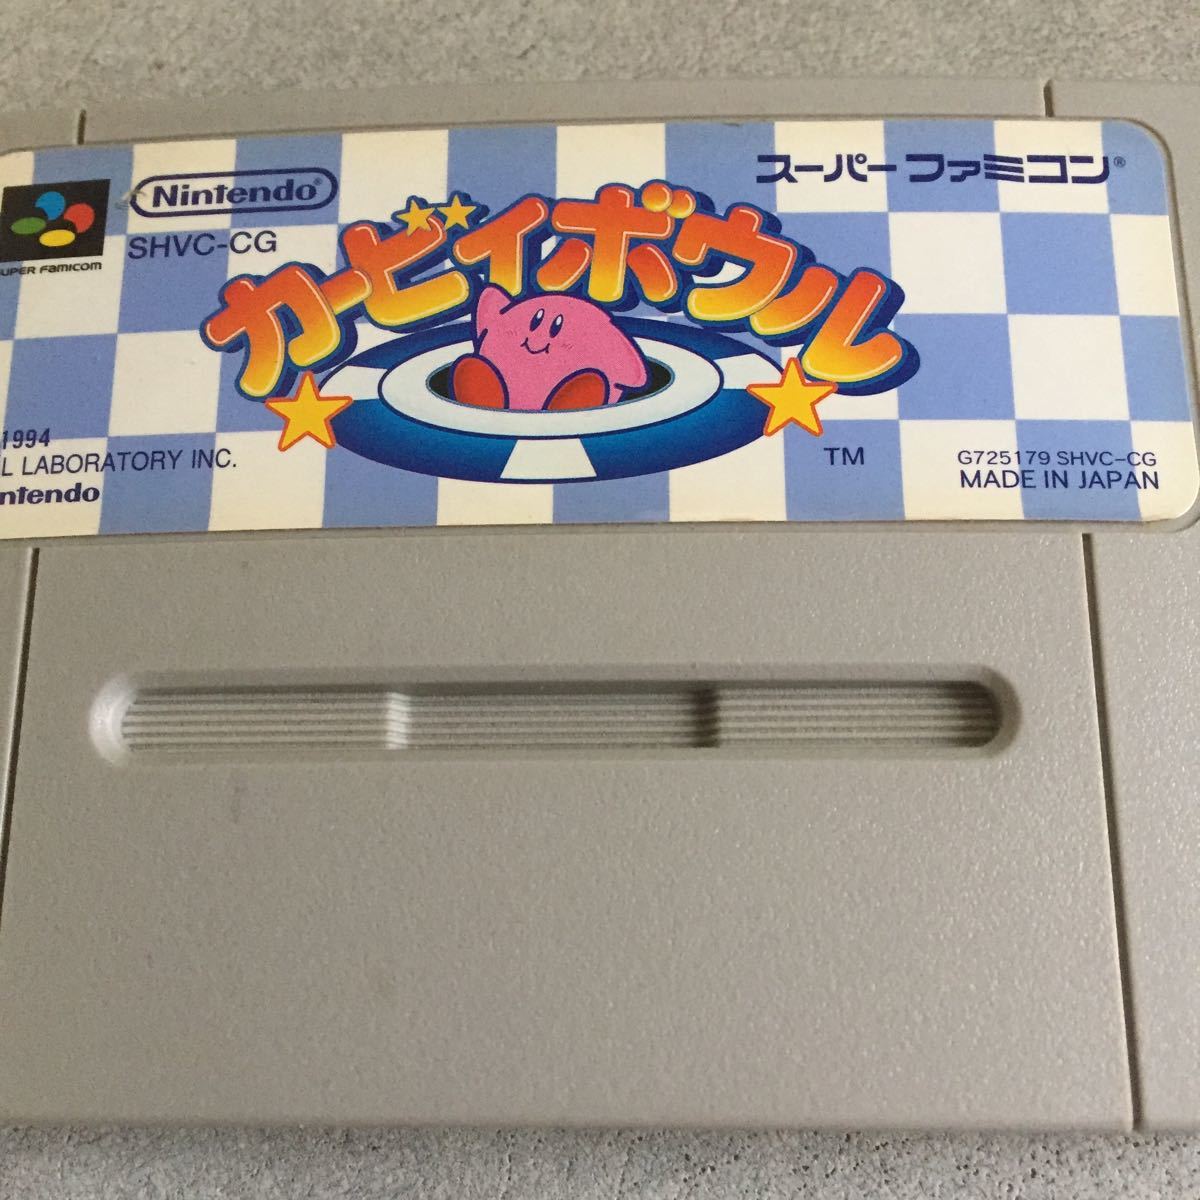 Nintendo®
SHVC-CG
SUPER FAMICOM
スーパーファミコン®
カービィボウル
TM
1994
L LABORATORY INC.
ntendo
G725179 SHVC-CG
MADE IN JAPAN